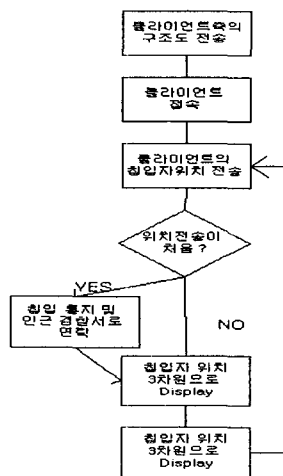 클라이언트측의
구조도 전송
클라이언트
접속
클라이언트의
침입자위치 전송
위치전송이
처음 ?
YES
침입 통지 및
인근 경찰서로
연락
NO
침입자 위치
3차원으로
Display
침입자 위치
3차원으로
Display